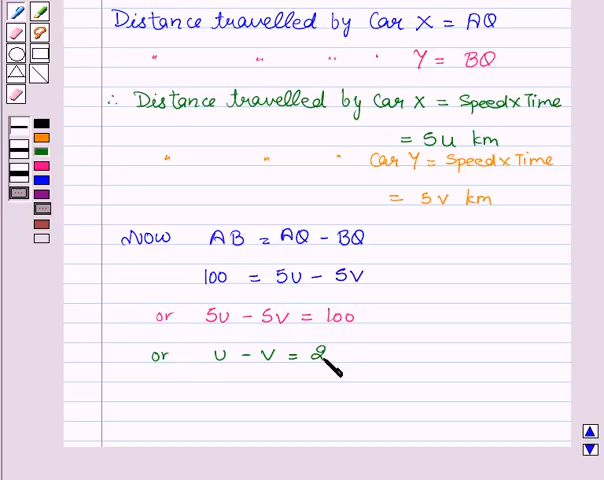 Distance travelled by Car X = AQ
" " " " Y = BQ
∴ Distance travelled by Car X = Speed x Time
= 5u km
" " " Car Y = Speed x Time
= 5v km
Now AB = AQ - BQ
100 = 5u - 5v
or 5u - 5v = 100
or u - v = 2